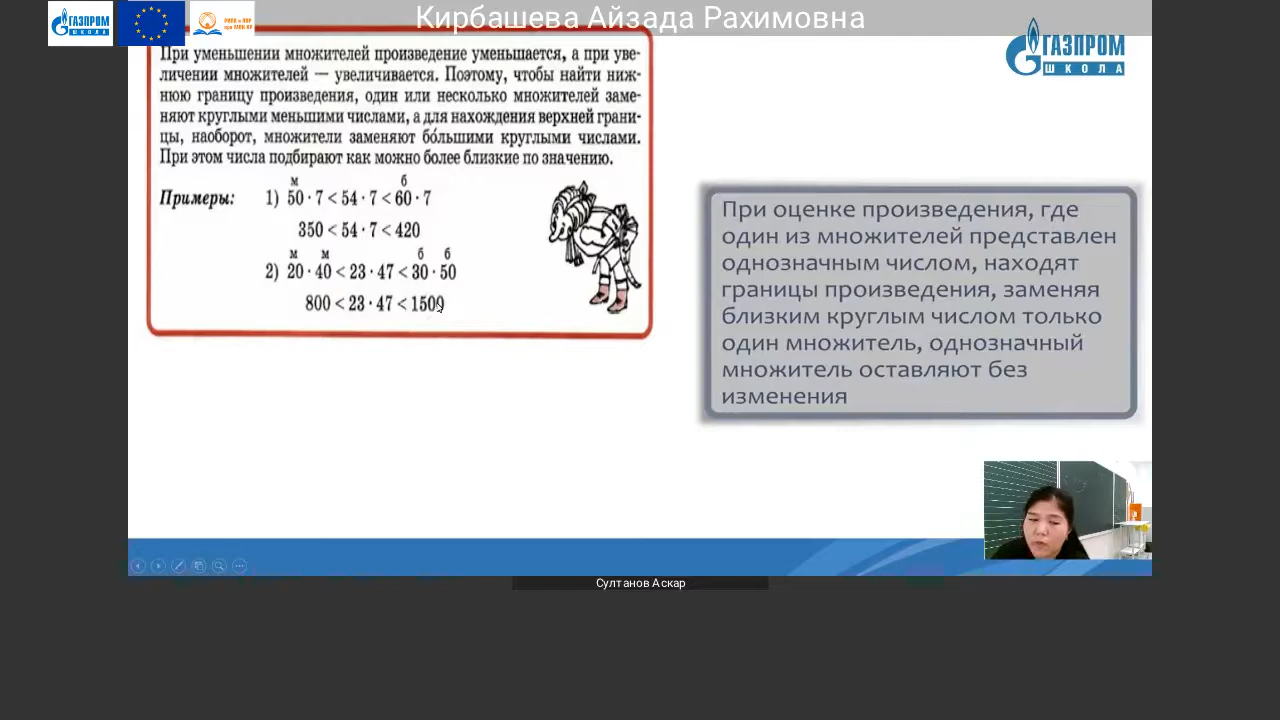 Кирбашева Айзада Рахимовна
ГАЗПРОМ
ШКОЛА
ГАЗПРОМ
ШКОЛА
При уменьшении множителей произведение уменьшается, а при уве-
личении множителей — увеличивается. Поэтому, чтобы найти ниж-
нюю границу произведения, один или несколько множителей заме-
няют круглыми меньшими числами, а для нахождения верхней грани-
цы, наоборот, множители заменяют бо́льшими круглыми числами.
При этом числа подбирают как можно более близкие по значению.
м б
Примеры: 1) 50 · 7 < 54 · 7 < 60 · 7
350 < 54 · 7 < 420
м м б б
2) 20 · 40 < 23 · 47 < 30 · 50
800 < 23 · 47 < 1500
При оценке произведения, где
один из множителей представлен
однозначным числом, находят
границы произведения, заменяя
близким круглым числом только
один множитель, однозначный
множитель оставляют без
изменения
Султанов Аскар